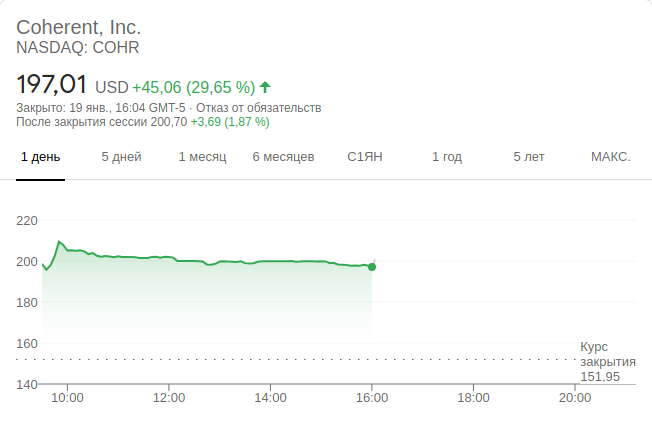 Coherent, Inc.
NASDAQ: COHR
197,01 USD +45,06 (29,65 %)
Закрыто: 19 янв., 16:04 GMT-5 · Отказ от обязательств
После закрытия сессии 200,70 +3,69 (1,87 %)
1 день 5 дней 1 месяц 6 месяцев С1ЯН 1 год 5 лет МАКС.
220
200
180
160
Курс
закрытия
151,95
140
10:00 12:00 14:00 16:00 18:00 20:00